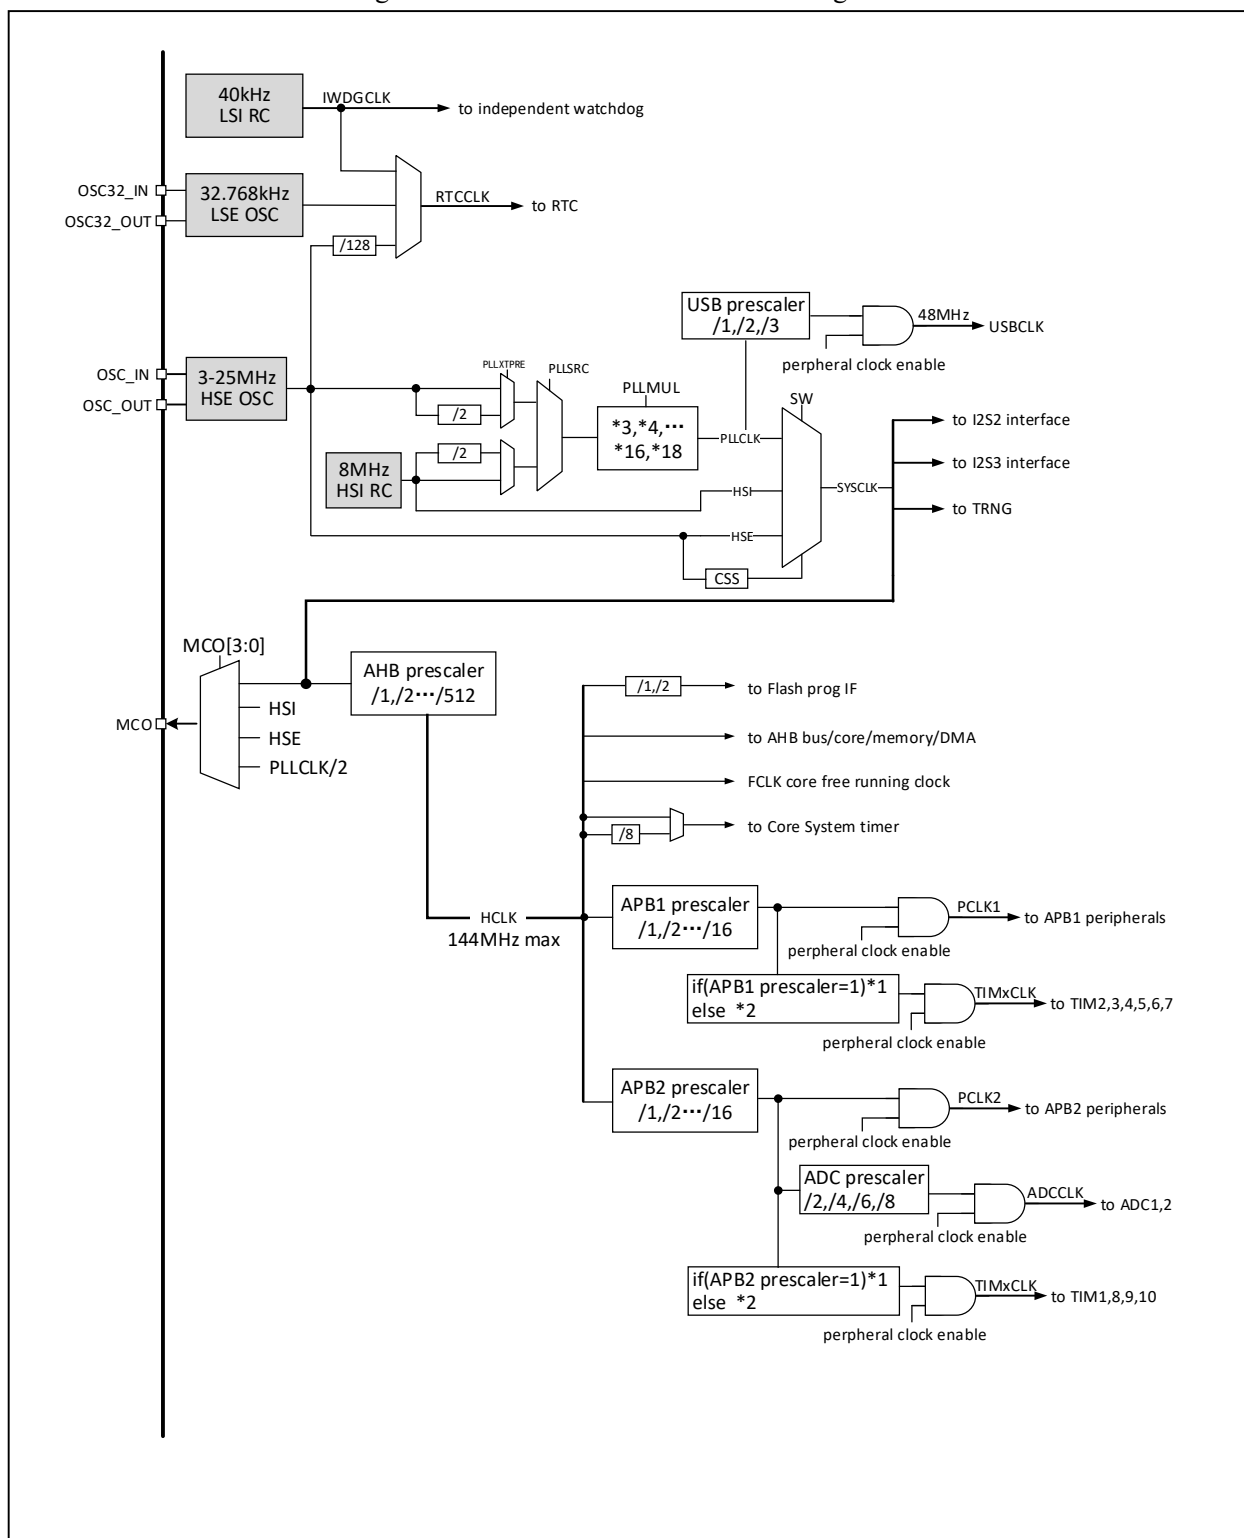 40kHz
LSI RC
IWDGCLK
to independent watchdog
OSC32_IN
OSC32_OUT
32.768kHz
LSE OSC
RTCCLK
to RTC
/128
USB prescaler
/1,/2,/3
48MHz
USBCLK
perpheral clock enable
OSC_IN
OSC_OUT
3-25MHz
HSE OSC
PLLXTPRE
PLLSRC
/2
PLLMUL
*3,*4,···
*16,*18
PLLCLK
SW
to I2S2 interface
to I2S3 interface
to TRNG
8MHz
HSI RC
/2
HSI
SYSCLK
HSE
CSS
MCO[3:0]
MCO
HSI
HSE
PLLCLK/2
AHB prescaler
/1,/2···/512
/1,/2
to Flash prog IF
to AHB bus/core/memory/DMA
FCLK core free running clock
/8
to Core System timer
HCLK
144MHz max
APB1 prescaler
/1,/2···/16
PCLK1
to APB1 peripherals
perpheral clock enable
if(APB1 prescaler=1)*1
else *2
TIMxCLK
to TIM2,3,4,5,6,7
perpheral clock enable
APB2 prescaler
/1,/2···/16
PCLK2
to APB2 peripherals
perpheral clock enable
ADC prescaler
/2,/4,/6,/8
ADCCLK
to ADC1,2
perpheral clock enable
if(APB2 prescaler=1)*1
else *2
TIMxCLK
to TIM1,8,9,10
perpheral clock enable